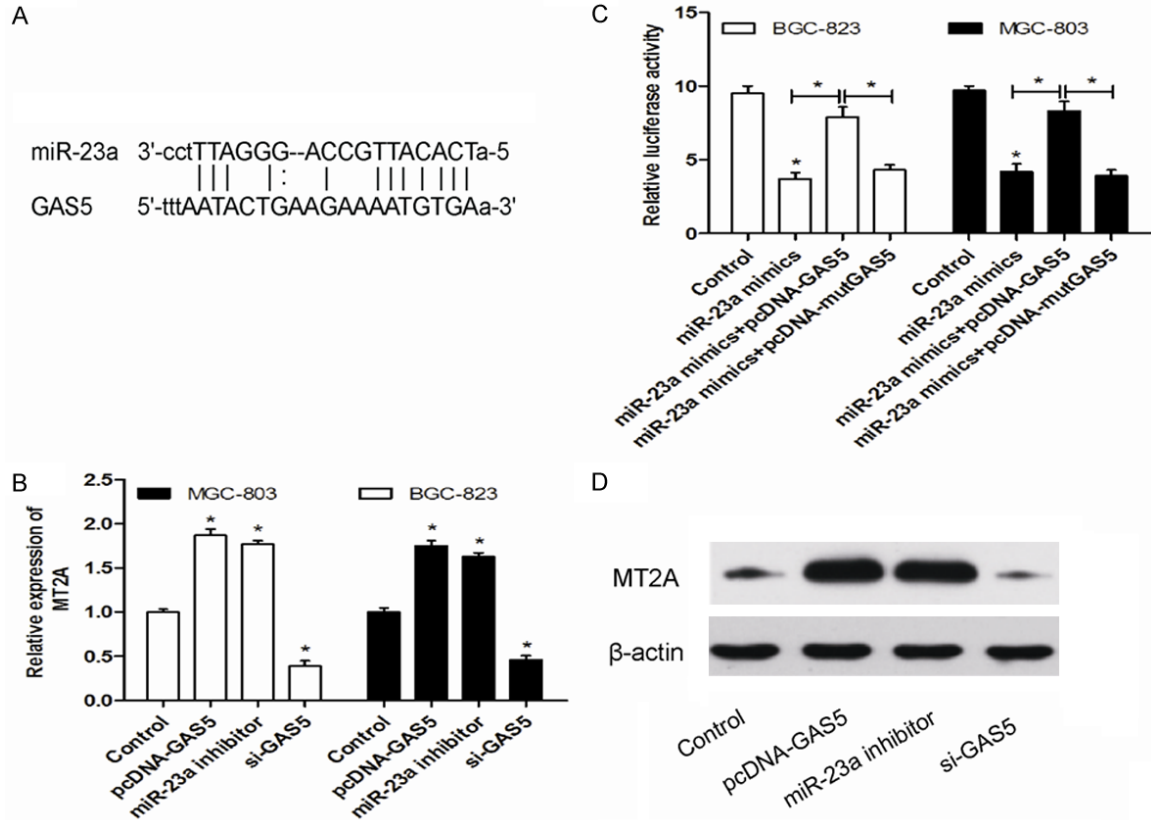 A
miR-23a 3'-cctTTAGGG--ACCGTTACACTa-5
GAS5 5'-tttAATACTGAAGAAAATGTGAa-3'
B
Relative expression of
MT2A
2.5
2.0
1.5
1.0
0.5
0.0
MGC-803
BGC-823
* * *
* * *
Control
pcDNA-GAS5
miR-23a inhibitor
si-GAS5
Control
pcDNA-GAS5
miR-23a inhibitor
si-GAS5
C
Relative luciferase activity
15
10
5
0
BGC-823
MGC-803
* * *
* * *
Control
miR-23a mimics
miR-23a mimics+pcDNA-GAS5
miR-23a mimics+pcDNA-mutGAS5
Control
miR-23a mimics
miR-23a mimics+pcDNA-GAS5
miR-23a mimics+pcDNA-mutGAS5
D
MT2A
β-actin
Control
pcDNA-GAS5
miR-23a inhibitor
si-GAS5